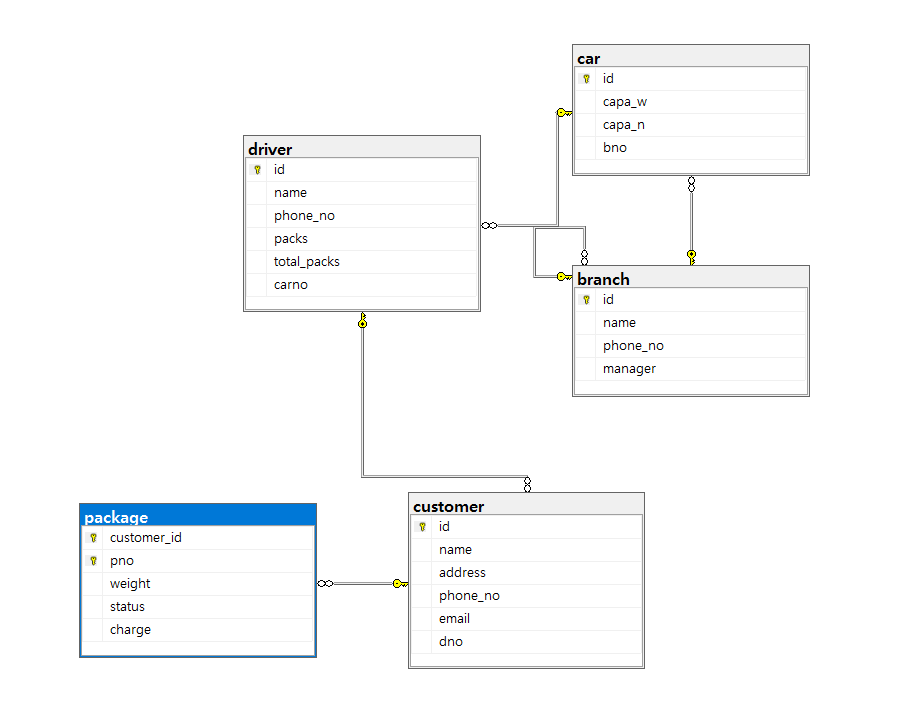 car
id
capa_w
capa_n
bno
driver
id
name
phone_no
packs
total_packs
carno
branch
id
name
phone_no
manager
customer
id
name
address
phone_no
email
dno
package
customer_id
pno
weight
status
charge